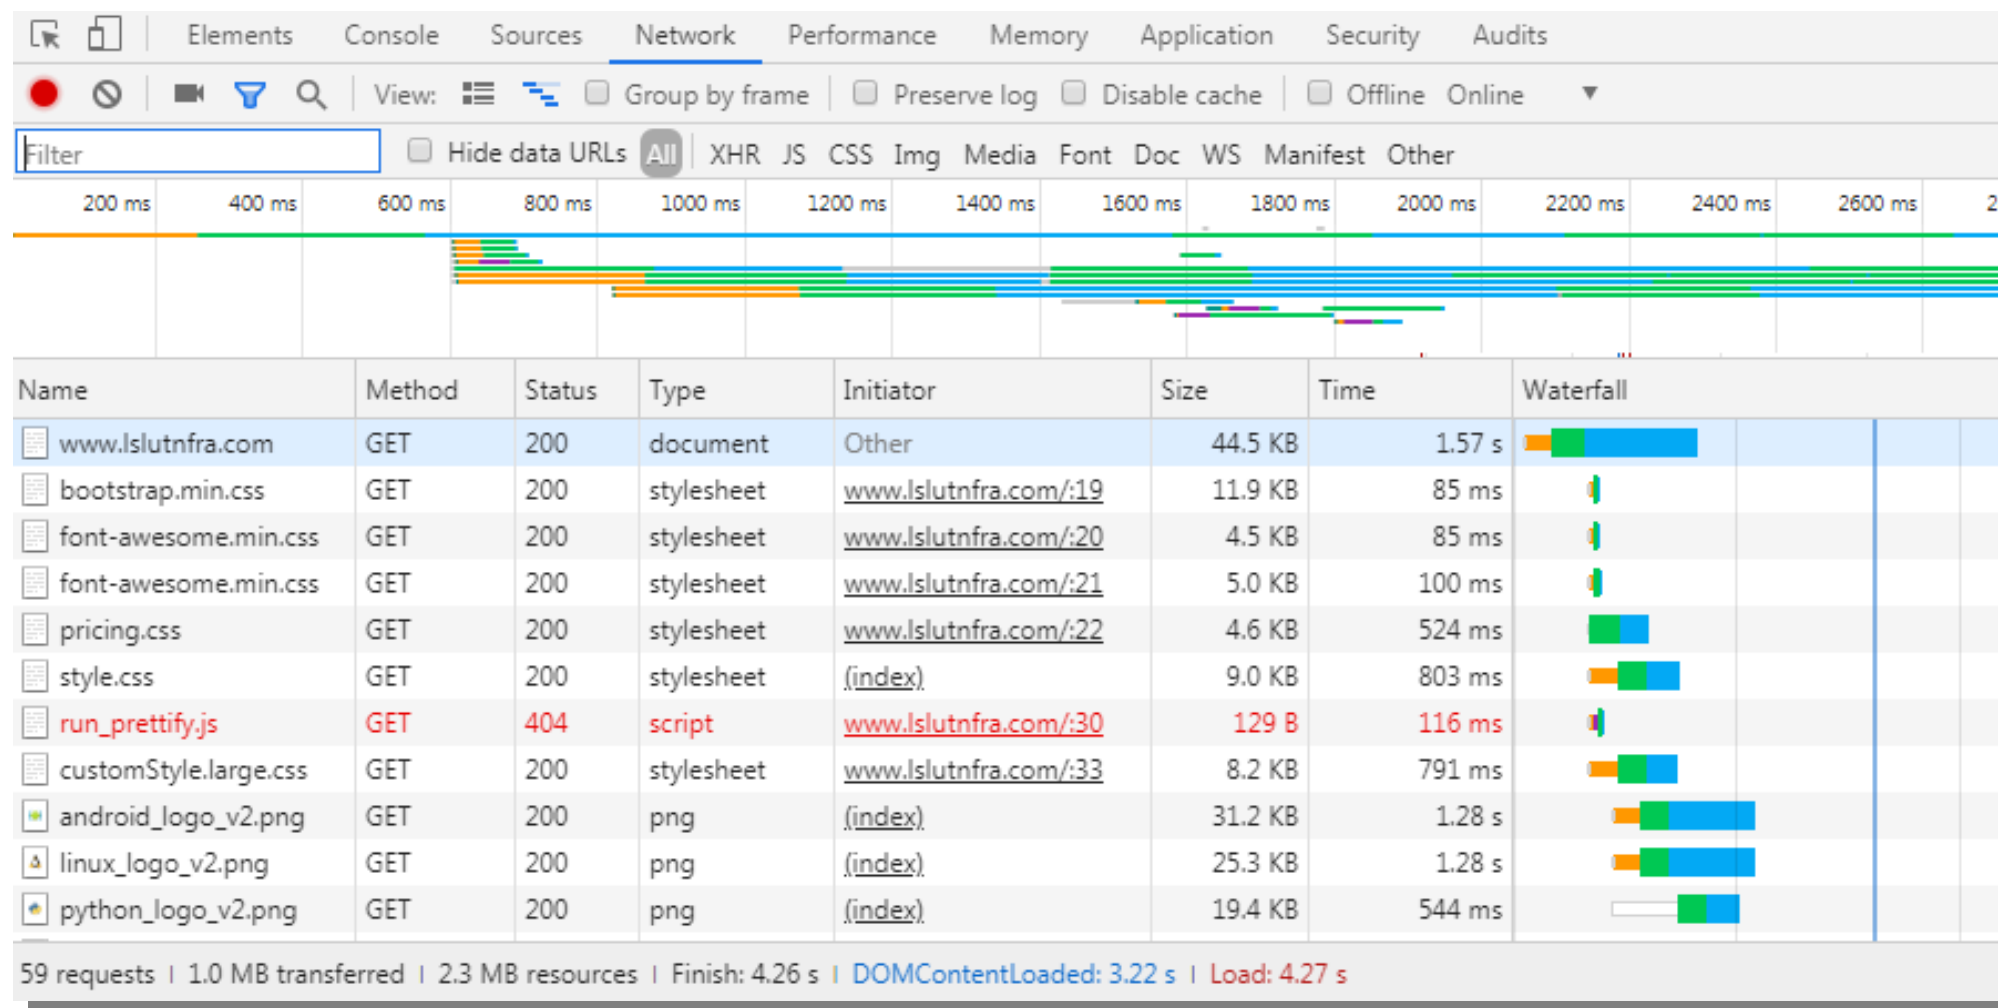 Elements Console Sources Network Performance Memory Application Security Audits
View: Group by frame Preserve log Disable cache Offline Online
Filter Hide data URLs All XHR JS CSS Img Media Font Doc WS Manifest Other
200 ms 400 ms 600 ms 800 ms 1000 ms 1200 ms 1400 ms 1600 ms 1800 ms 2000 ms 2200 ms 2400 ms 2600 ms 2
Name Method Status Type Initiator Size Time Waterfall
www.lslutnfra.com GET 200 document Other 44.5 KB 1.57 s
bootstrap.min.css GET 200 stylesheet www.lslutnfra.com/:19 11.9 KB 85 ms
font-awesome.min.css GET 200 stylesheet www.lslutnfra.com/:20 4.5 KB 85 ms
font-awesome.min.css GET 200 stylesheet www.lslutnfra.com/:21 5.0 KB 100 ms
pricing.css GET 200 stylesheet www.lslutnfra.com/:22 4.6 KB 524 ms
style.css GET 200 stylesheet (index) 9.0 KB 803 ms
run_prettify.js GET 404 script www.lslutnfra.com/:30 129 B 116 ms
customStyle.large.css GET 200 stylesheet www.lslutnfra.com/:33 8.2 KB 791 ms
android_logo_v2.png GET 200 png (index) 31.2 KB 1.28 s
linux_logo_v2.png GET 200 png (index) 25.3 KB 1.28 s
python_logo_v2.png GET 200 png (index) 19.4 KB 544 ms
59 requests | 1.0 MB transferred | 2.3 MB resources | Finish: 4.26 s | DOMContentLoaded: 3.22 s | Load: 4.27 s